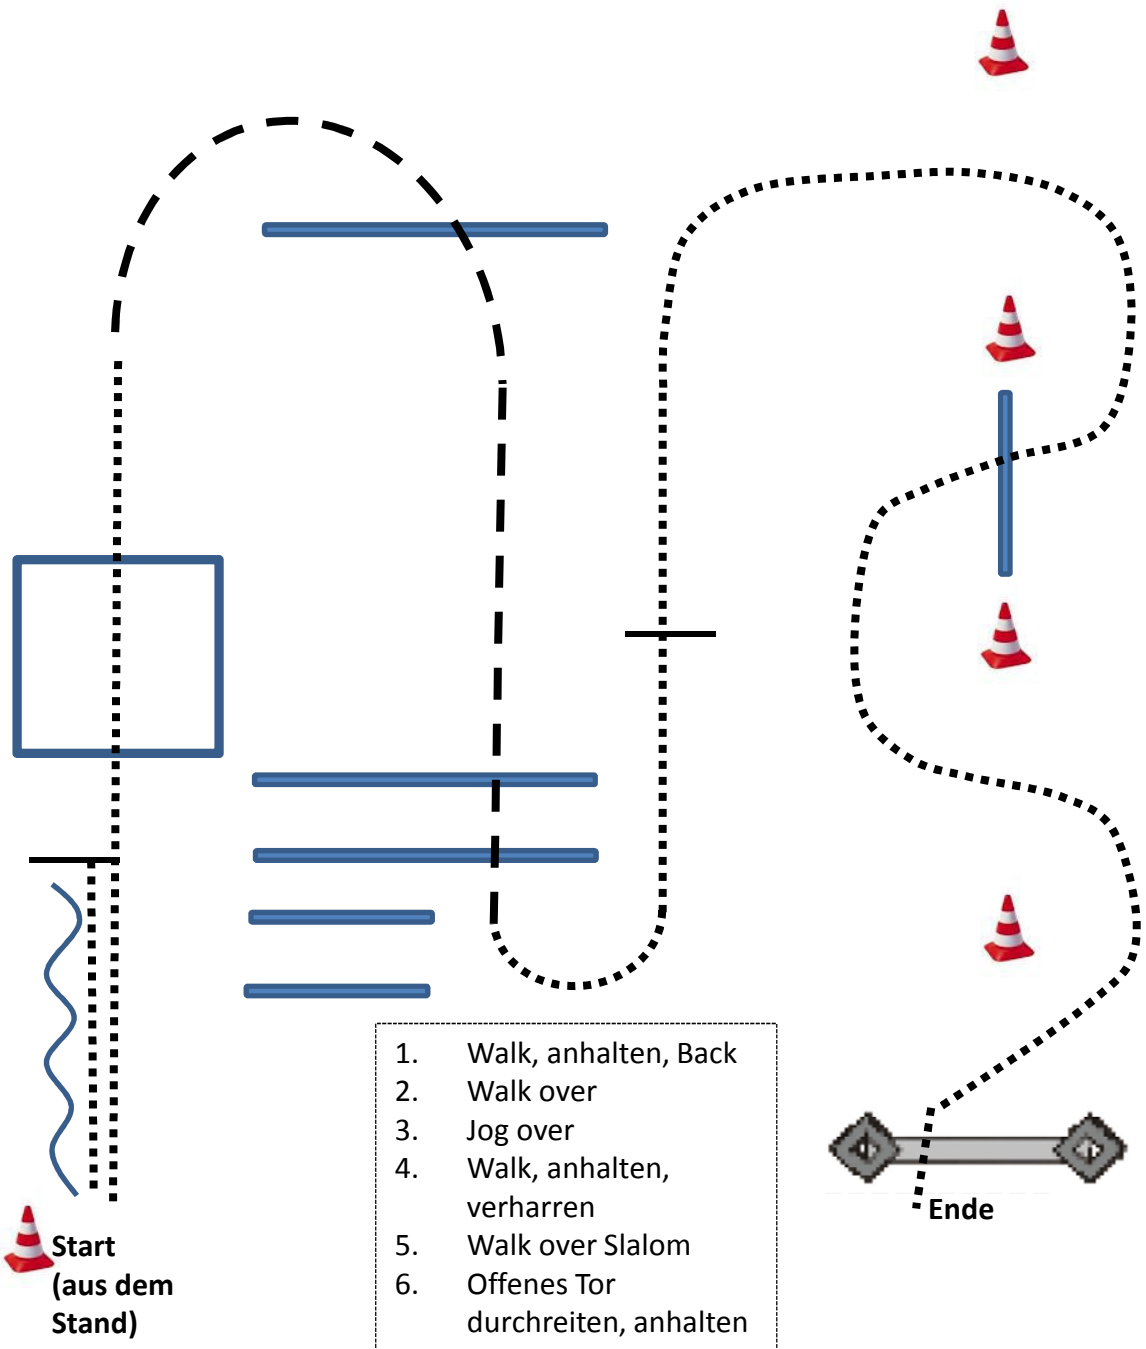 1. Walk, anhalten, Back
2. Walk over
3. Jog over
4. Walk, anhalten,
verharren
5. Walk over Slalom
6. Offenes Tor
durchreiten, anhalten
Ende
Start
(aus dem
Stand)